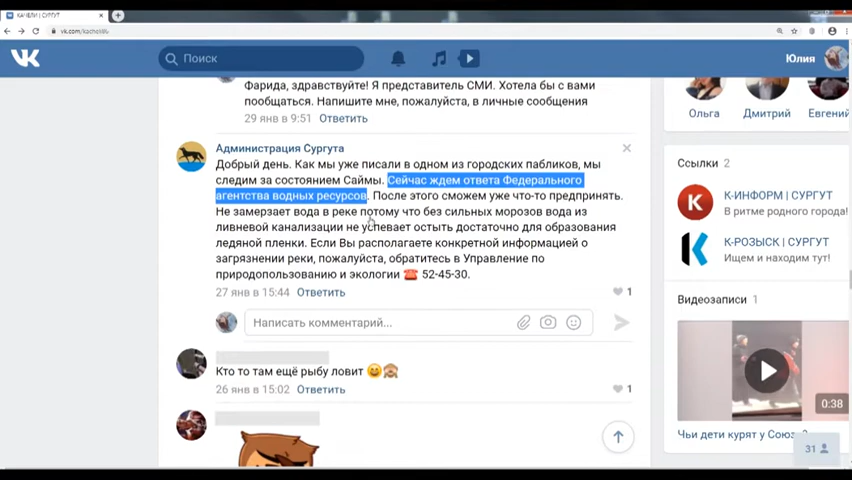 КАЧЕЛИ | СУРГУТ
Поиск
Юлия
Фарида, здравствуйте! Я представитель СМИ. Хотела бы с вами
пообщаться. Напишите мне, пожалуйста, в личные сообщения
29 янв в 9:51 Ответить
Администрация Сургута
Добрый день. Как мы уже писали в одном из городских пабликов, мы
следим за состоянием Саймы. Сейчас ждем ответа Федерального
агентства водных ресурсов. После этого сможем уже что-то предпринять.
Не замерзает вода в реке потому что без сильных морозов вода из
ливневой канализации не успевает остыть достаточно для образования
ледяной пленки. Если Вы располагаете конкретной информацией о
загрязнении реки, пожалуйста, обратитесь в Управление по
природопользованию и экологии ☎️ 52-45-30.
27 янв в 15:44 Ответить
1
Написать комментарий...
Кто то там ещё рыбу ловит 😄🙈
26 янв в 15:02 Ответить
1
Ольга
Дмитрий
Евгений
Ссылки 2
К-ИНФОРМ | СУРГУТ
В ритме родного города!
К-РОЗЫСК | СУРГУТ
Ищем и находим тут!
Видеозаписи 1
0:38
Чьи дети курят у Союз
31